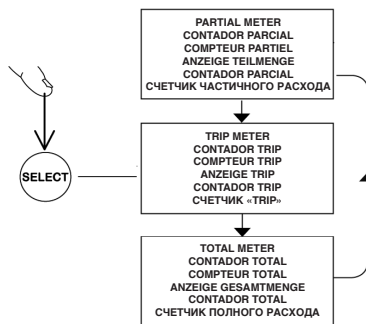 PARTIAL METER
CONTADOR PARCIAL
COMPTEUR PARTIEL
ANZEIGE TEILMENGE
CONTADOR PARCIAL
СЧЕТЧИК ЧАСТИЧНОГО РАСХОДА
SELECT
TRIP METER
CONTADOR TRIP
COMPTEUR TRIP
ANZEIGE TRIP
CONTADOR TRIP
СЧЕТЧИК «TRIP»
TOTAL METER
CONTADOR TOTAL
COMPTEUR TOTAL
ANZEIGE GESAMTMENGE
CONTADOR TOTAL
СЧЕТЧИК ПОЛНОГО РАСХОДА